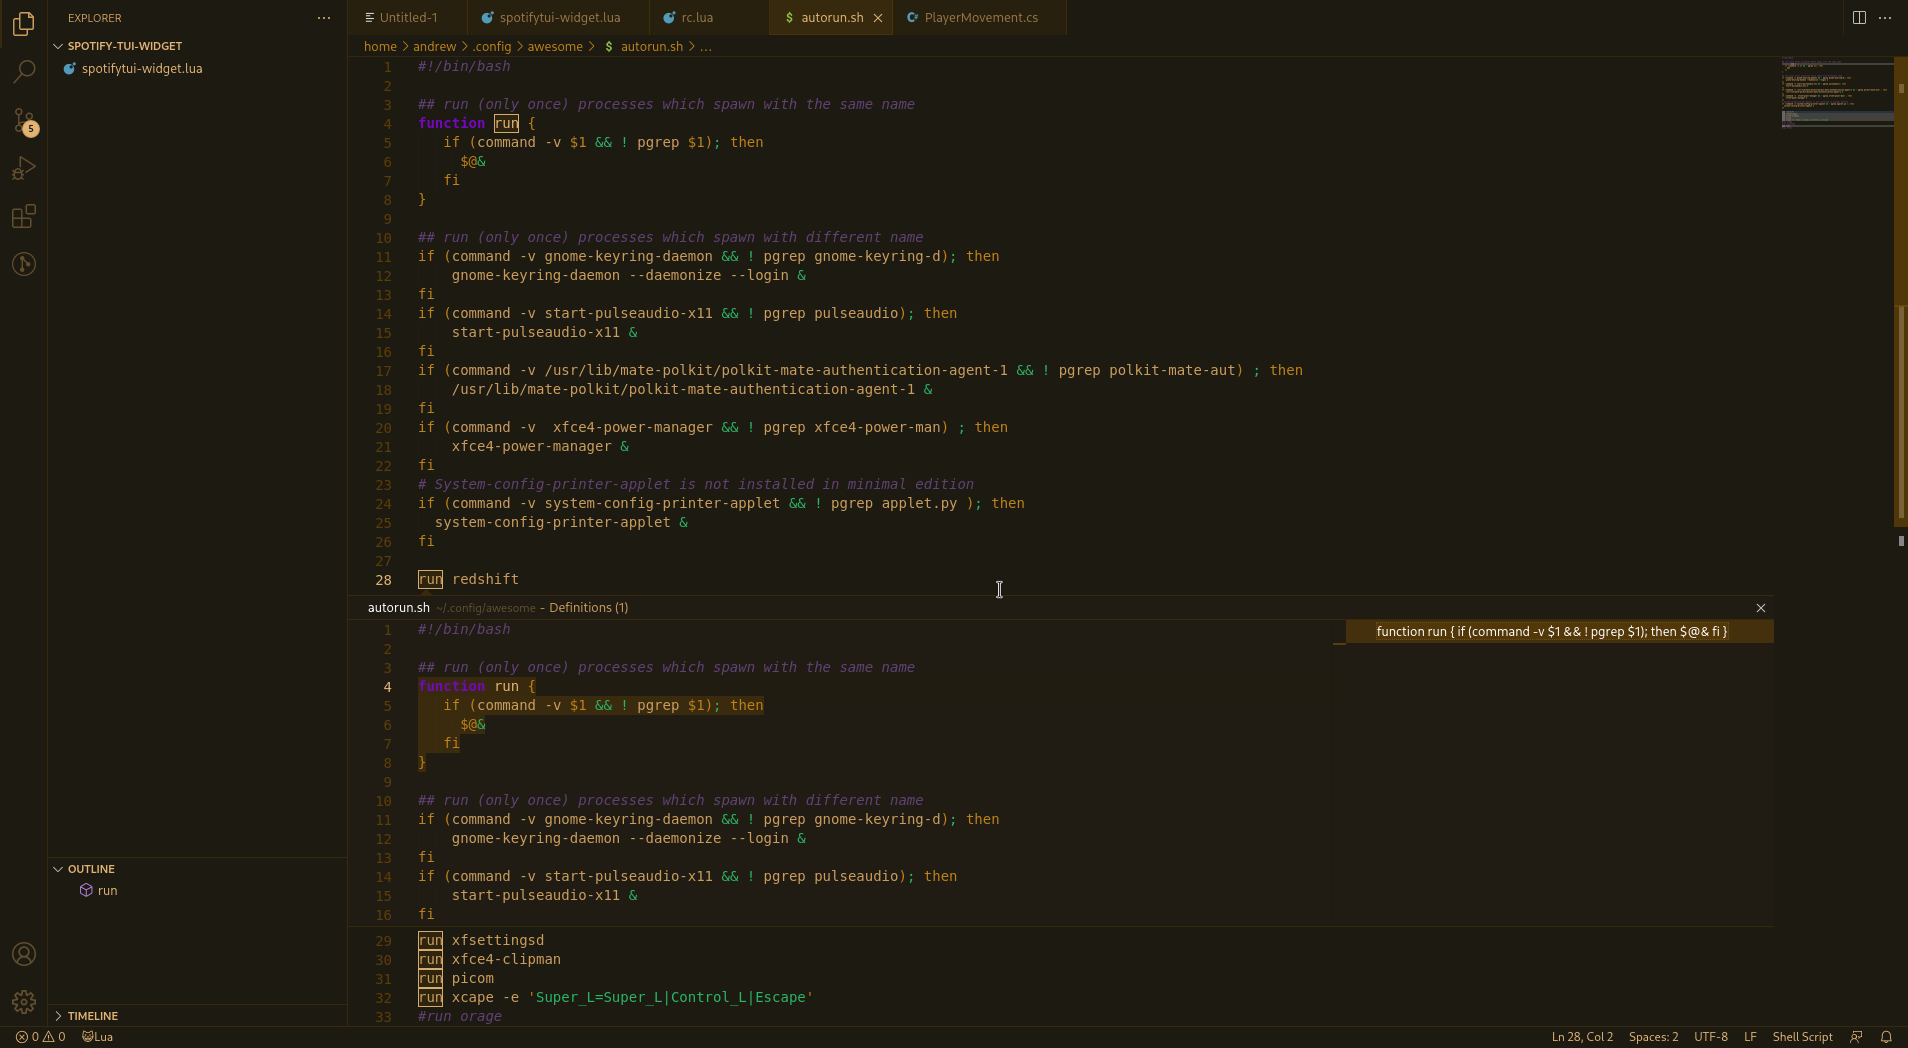 EXPLORER
SPOTIFY-TUI-WIDGET
spotifytui-widget.lua
5
OUTLINE
run
TIMELINE
Untitled-1 spotifytui-widget.lua rc.lua $ autorun.sh PlayerMovement.cs
home > andrew > .config > awesome > $ autorun.sh > ...
1 #!/bin/bash
2
3 ## run (only once) processes which spawn with the same name
4 function run {
5 if (command -v $1 && ! pgrep $1); then
6 $@&
7 fi
8 }
9
10 ## run (only once) processes which spawn with different name
11 if (command -v gnome-keyring-daemon && ! pgrep gnome-keyring-d); then
12 gnome-keyring-daemon --daemonize --login &
13 fi
14 if (command -v start-pulseaudio-x11 && ! pgrep pulseaudio); then
15 start-pulseaudio-x11 &
16 fi
17 if (command -v /usr/lib/mate-polkit/polkit-mate-authentication-agent-1 && ! pgrep polkit-mate-aut) ; then
18 /usr/lib/mate-polkit/polkit-mate-authentication-agent-1 &
19 fi
20 if (command -v  xfce4-power-manager && ! pgrep xfce4-power-man) ; then
21 xfce4-power-manager &
22 fi
23 # System-config-printer-applet is not installed in minimal edition
24 if (command -v system-config-printer-applet && ! pgrep applet.py ); then
25 system-config-printer-applet &
26 fi
27
28 run redshift
autorun.sh ~/.config/awesome - Definitions (1)
1 #!/bin/bash
2
3 ## run (only once) processes which spawn with the same name
4 function run {
5 if (command -v $1 && ! pgrep $1); then
6 $@&
7 fi
8 }
9
10 ## run (only once) processes which spawn with different name
11 if (command -v gnome-keyring-daemon && ! pgrep gnome-keyring-d); then
12 gnome-keyring-daemon --daemonize --login &
13 fi
14 if (command -v start-pulseaudio-x11 && ! pgrep pulseaudio); then
15 start-pulseaudio-x11 &
16 fi
function run { if (command -v $1 && ! pgrep $1); then $@& fi }
29 run xfsettingsd
30 run xfce4-clipman
31 run picom
32 run xcape -e 'Super_L=Super_L|Control_L|Escape'
33 #run orage
0 0 Lua Ln 28, Col 2 Spaces: 2 UTF-8 LF Shell Script